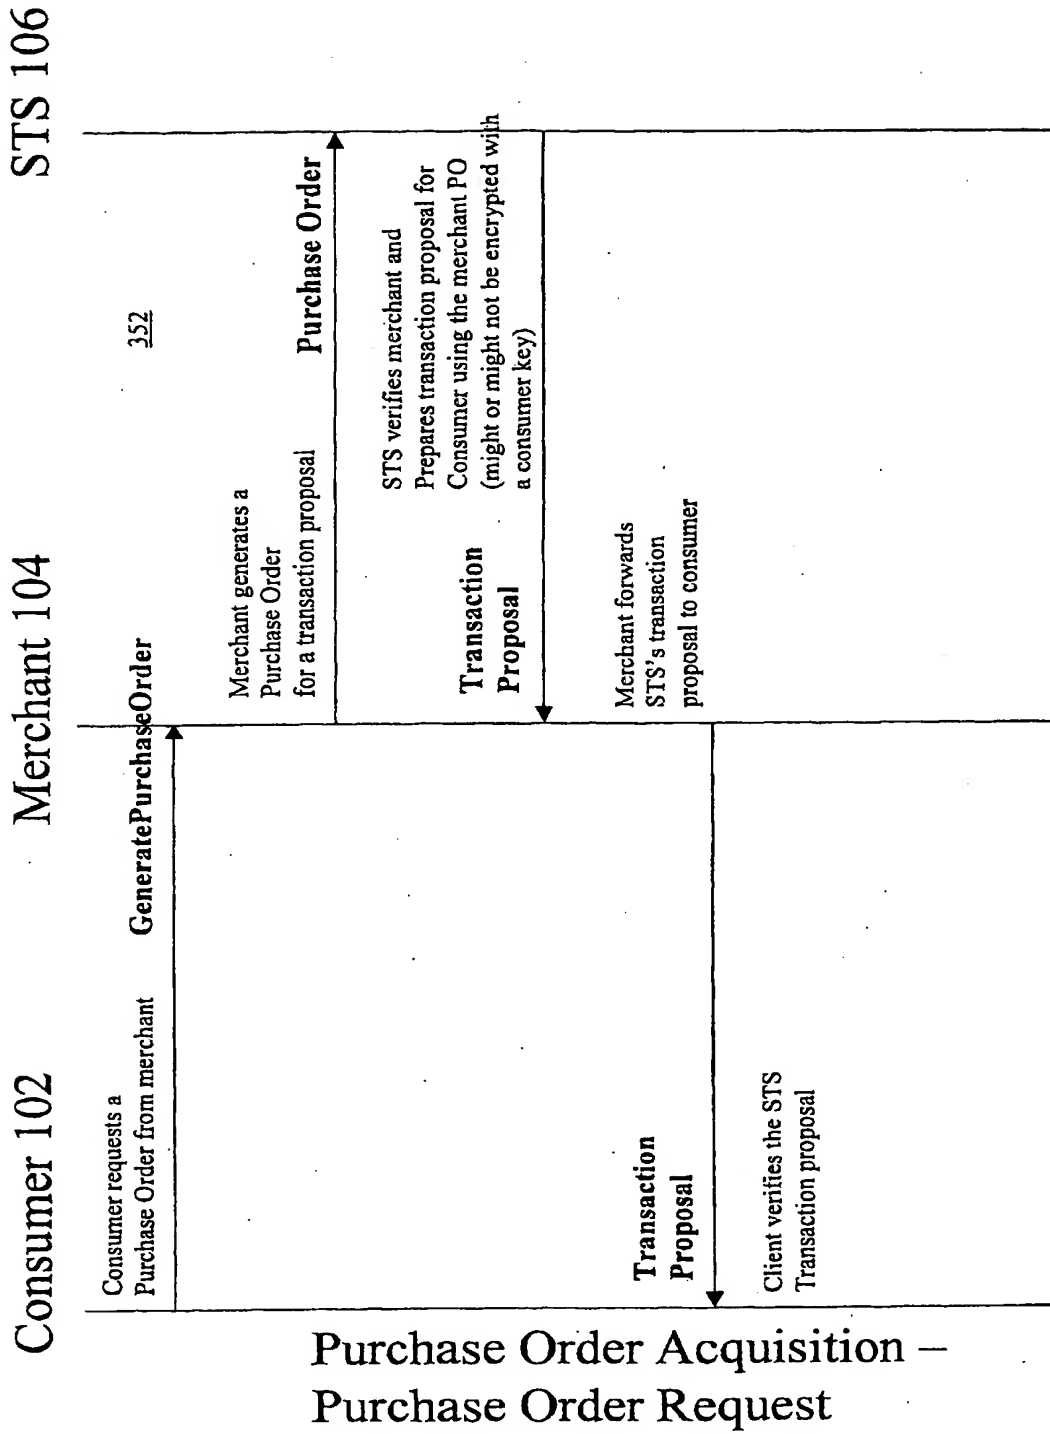 Consumer 102
Merchant 104
STS 106
Consumer requests a
Purchase Order from merchant
GeneratePurchaseOrder
352
Merchant generates a
Purchase Order
for a transaction proposal
Purchase Order
STS verifies merchant and
Prepares transaction proposal for
Consumer using the merchant PO
(might or might not be encrypted with
a consumer key)
Transaction
Proposal
Merchant forwards
STS's transaction
proposal to consumer
Transaction
Proposal
Client verifies the STS
Transaction proposal
Purchase Order Acquisition –
Purchase Order Request